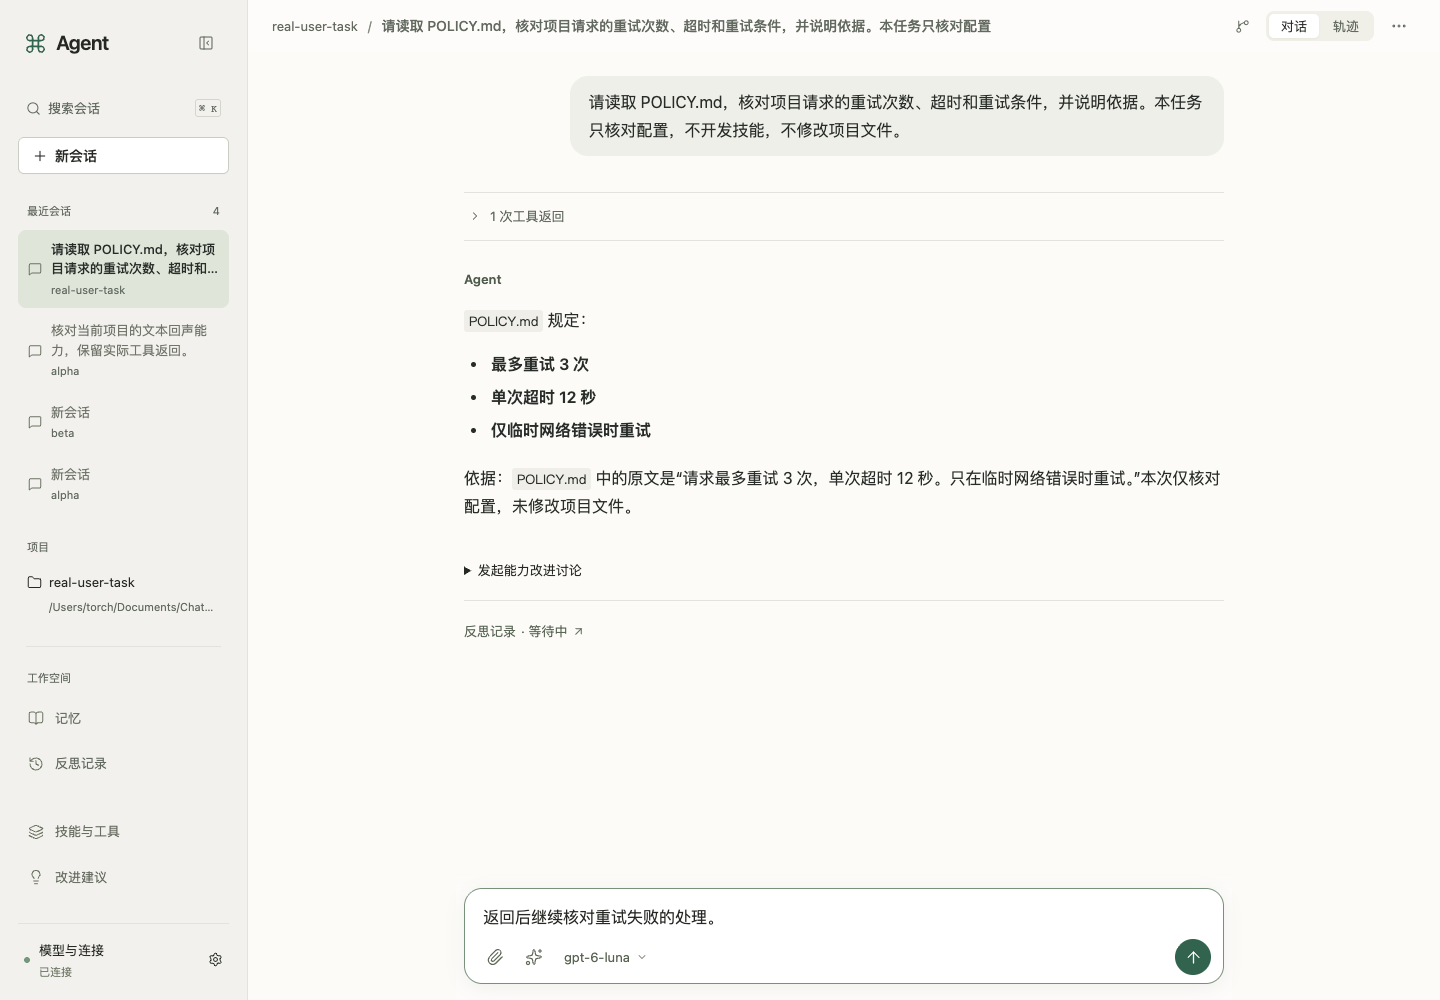 Agent
搜索会话
⌘ K
新会话
最近会话
4
请读取 POLICY.md，核对项
目请求的重试次数、超时和...
real-user-task
核对当前项目的文本回声能
力，保留实际工具返回。
alpha
新会话
beta
新会话
alpha
项目
real-user-task
/Users/torch/Documents/Chat...
工作空间
记忆
反思记录
技能与工具
改进建议
模型与连接
已连接
real-user-task / 请读取 POLICY.md，核对项目请求的重试次数、超时和重试条件，并说明依据。本任务只核对配置
对话
轨迹
请读取 POLICY.md，核对项目请求的重试次数、超时和重试条件，并说明依据。本任务
只核对配置，不开发技能，不修改项目文件。
1 次工具返回
Agent
POLICY.md 规定：
• 最多重试 3 次
• 单次超时 12 秒
• 仅临时网络错误时重试
依据： POLICY.md 中的原文是“请求最多重试 3 次，单次超时 12 秒。只在临时网络错误时重试。”本次仅核对
配置，未修改项目文件。
发起能力改进讨论
反思记录 · 等待中
返回后继续核对重试失败的处理。
gpt-6-luna